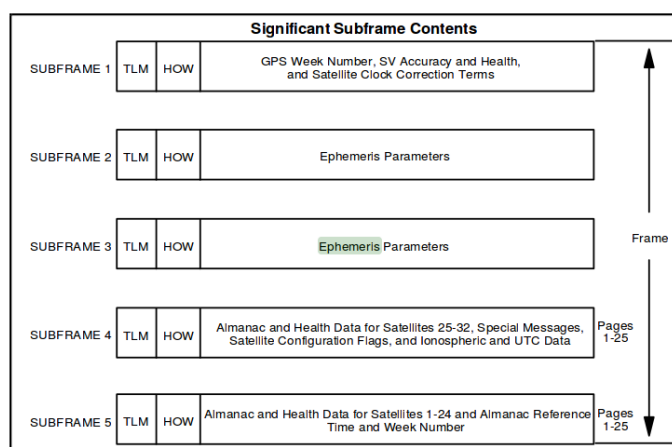 Significant Subframe Contents
SUBFRAME 1 TLM HOW GPS Week Number, SV Accuracy and Health,
and Satellite Clock Correction Terms
SUBFRAME 2 TLM HOW Ephemeris Parameters
SUBFRAME 3 TLM HOW Ephemeris Parameters
Frame
SUBFRAME 4 TLM HOW Almanac and Health Data for Satellites 25-32, Special Messages,
Satellite Configuration Flags, and Ionospheric and UTC Data
Pages
1-25
SUBFRAME 5 TLM HOW Almanac and Health Data for Satellites 1-24 and Almanac Reference
Time and Week Number
Pages
1-25